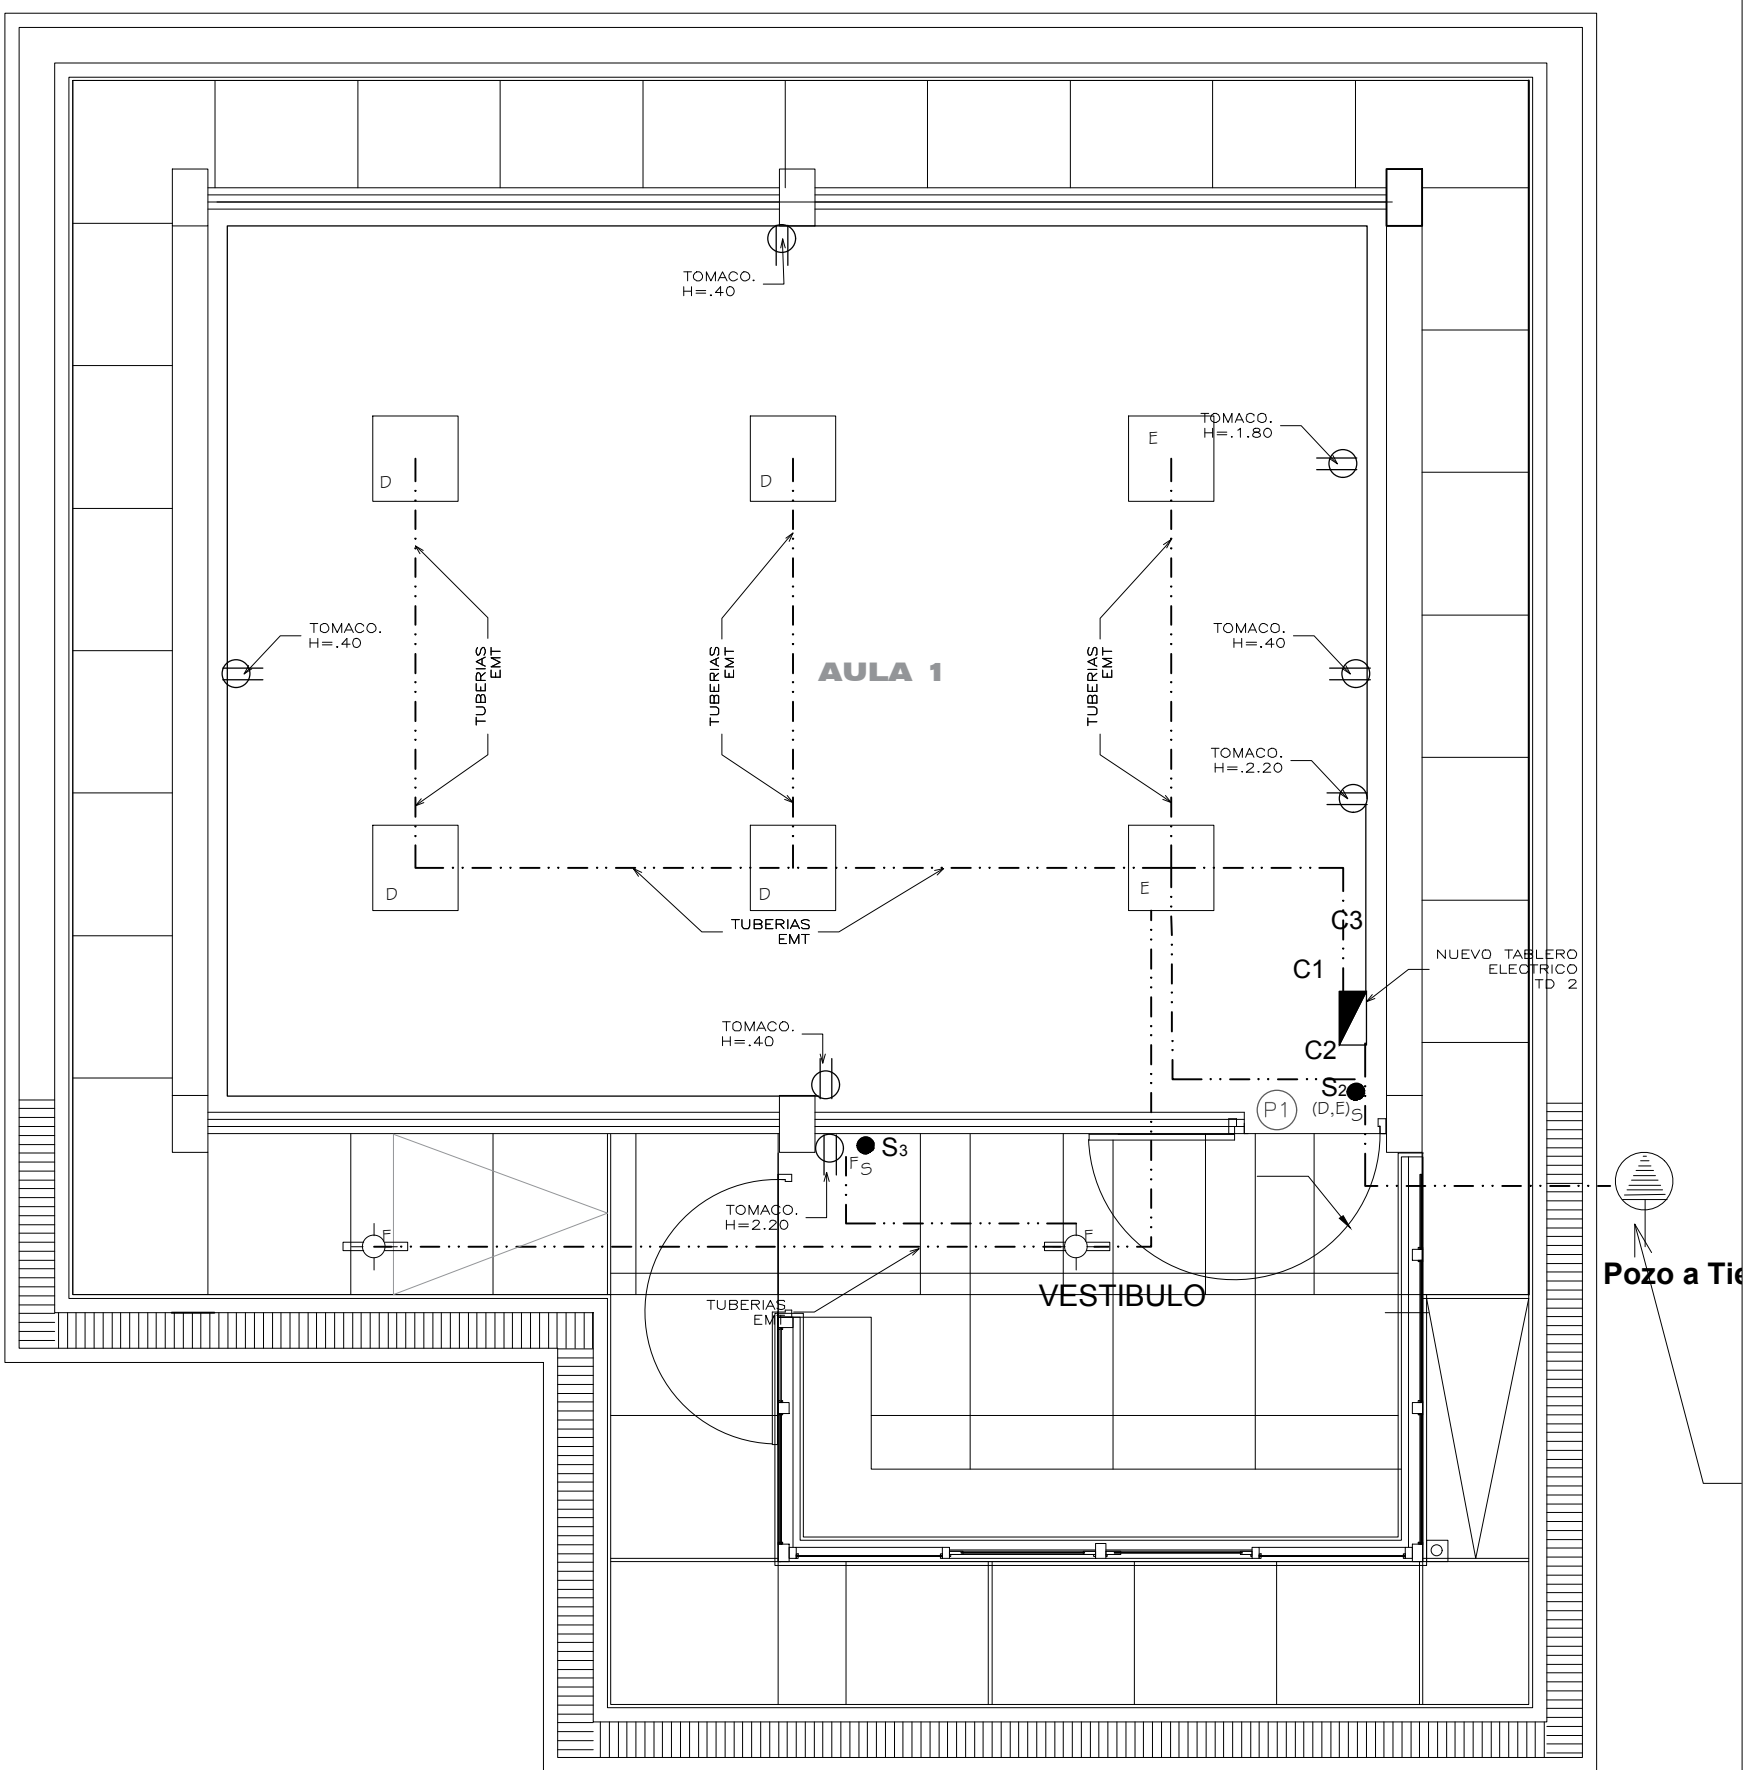 TOMACO.
H=.40
TOMACO.
H=.1.80
E
D
D
TOMACO.
H=.40
TUBERIAS
EMT
TUBERIAS
EMT
AULA 1
TUBERIAS
EMT
TOMACO.
H=.40
TOMACO.
H=.2.20
D
D
E
TUBERIAS
EMT
C3
C1
NUEVO TABLERO
ELECTRICO
TD 2
TOMACO.
H=.40
C2
S2
(D,E)S
P1
S3
FS
TOMACO.
H=2.20
F
F
TUBERIAS
EMT
VESTIBULO
Pozo a Tie